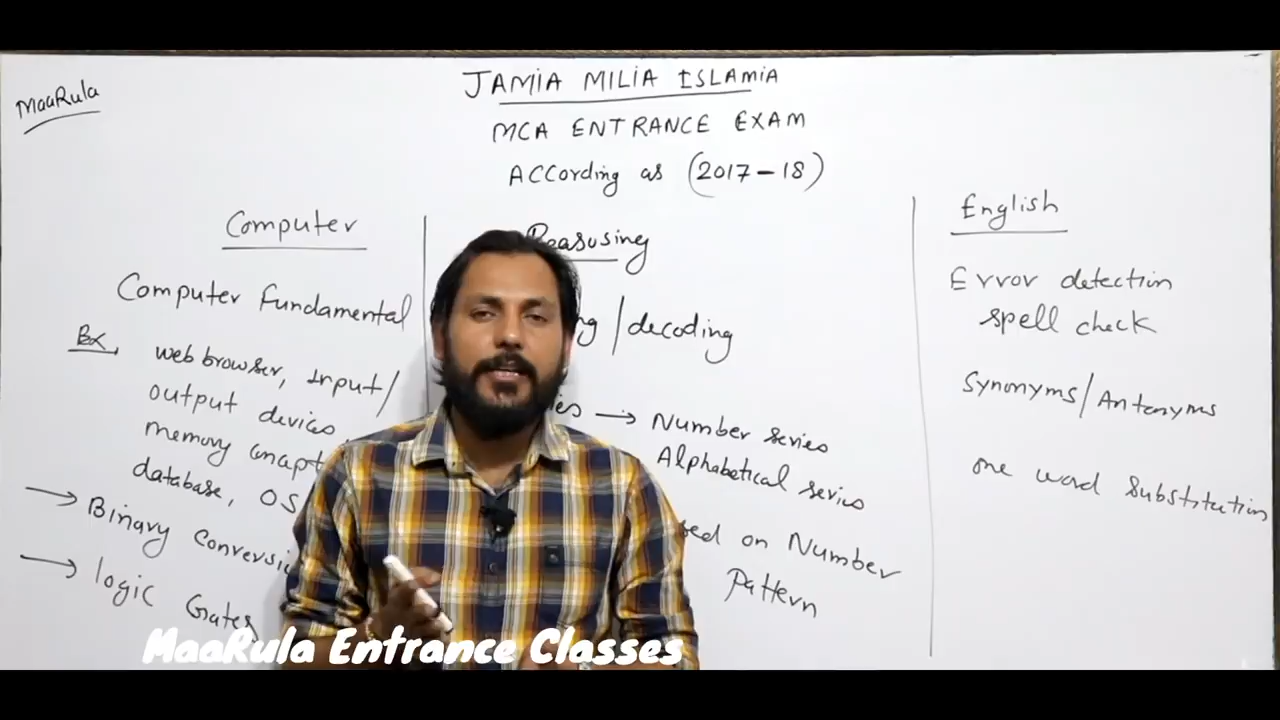 MaaRula
JAMIA MILIA ISLAMIA
MCA ENTRANCE EXAM
ACCording as (2017-18)
Computer
Computer Fundamental
Ex, web browser, Input/
output devices,
memory
database, OS
→ Binary
→ logic Gates
Reasusing
/decoding
→ Number series
Alphabetical series
on Number
Pattern
English
Error detection
spell check
Synonyms/Antonyms
one word Substitution
MaaRula Entrance Classes